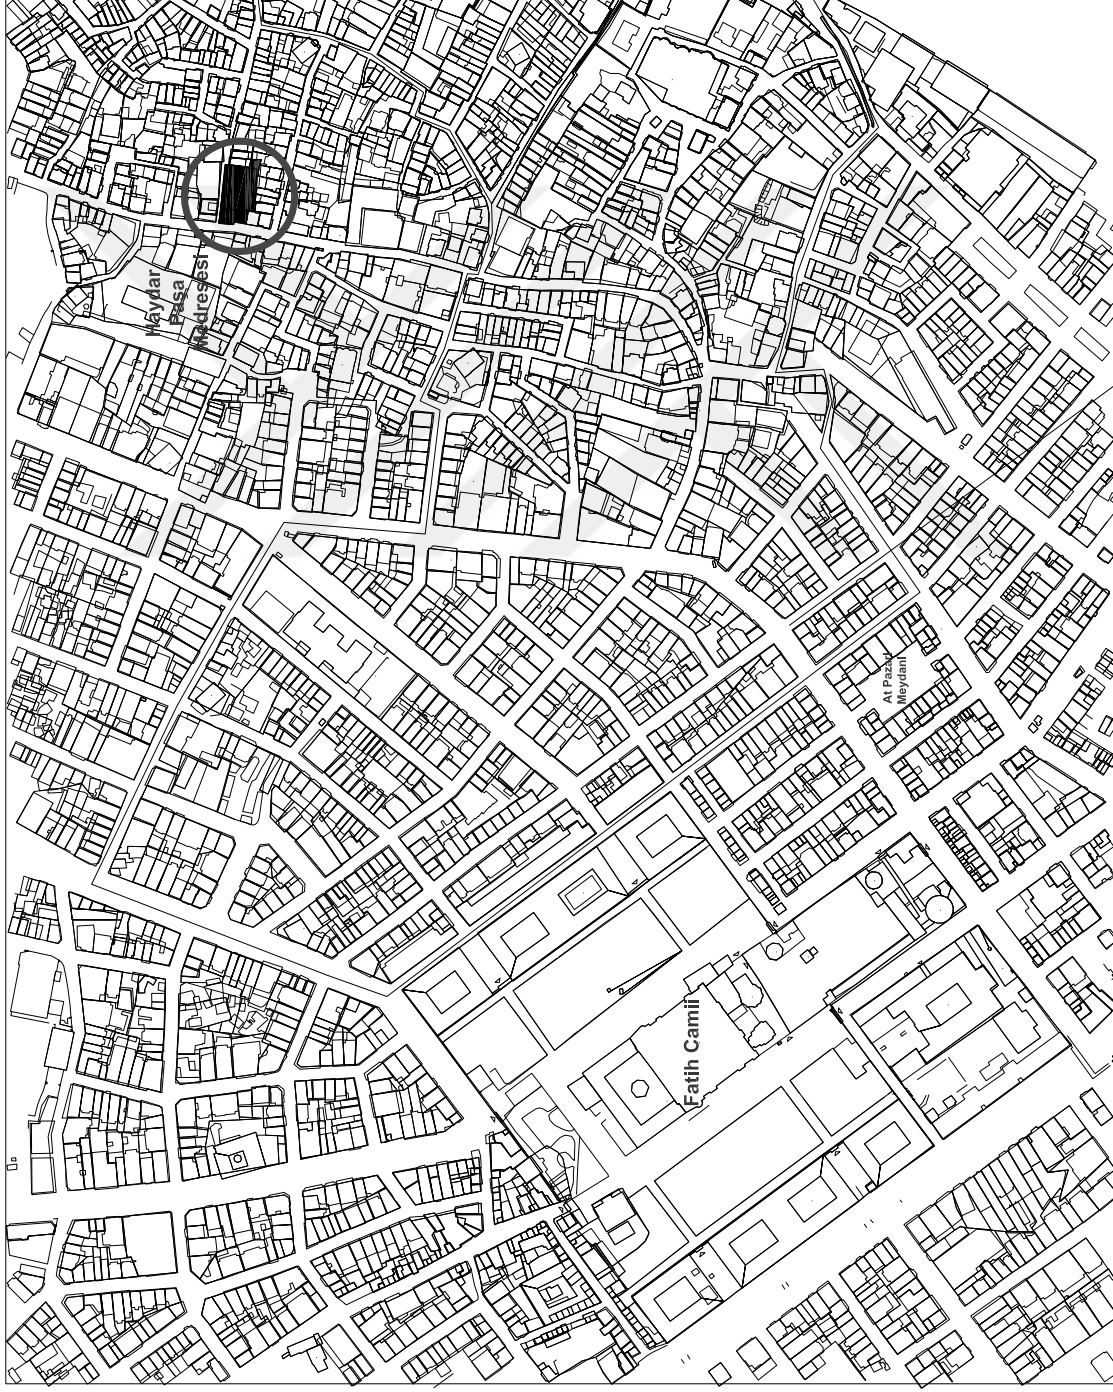 Haydar
Paşa
Medresesi
At Pazarı
Meydanı
Fatih Camii